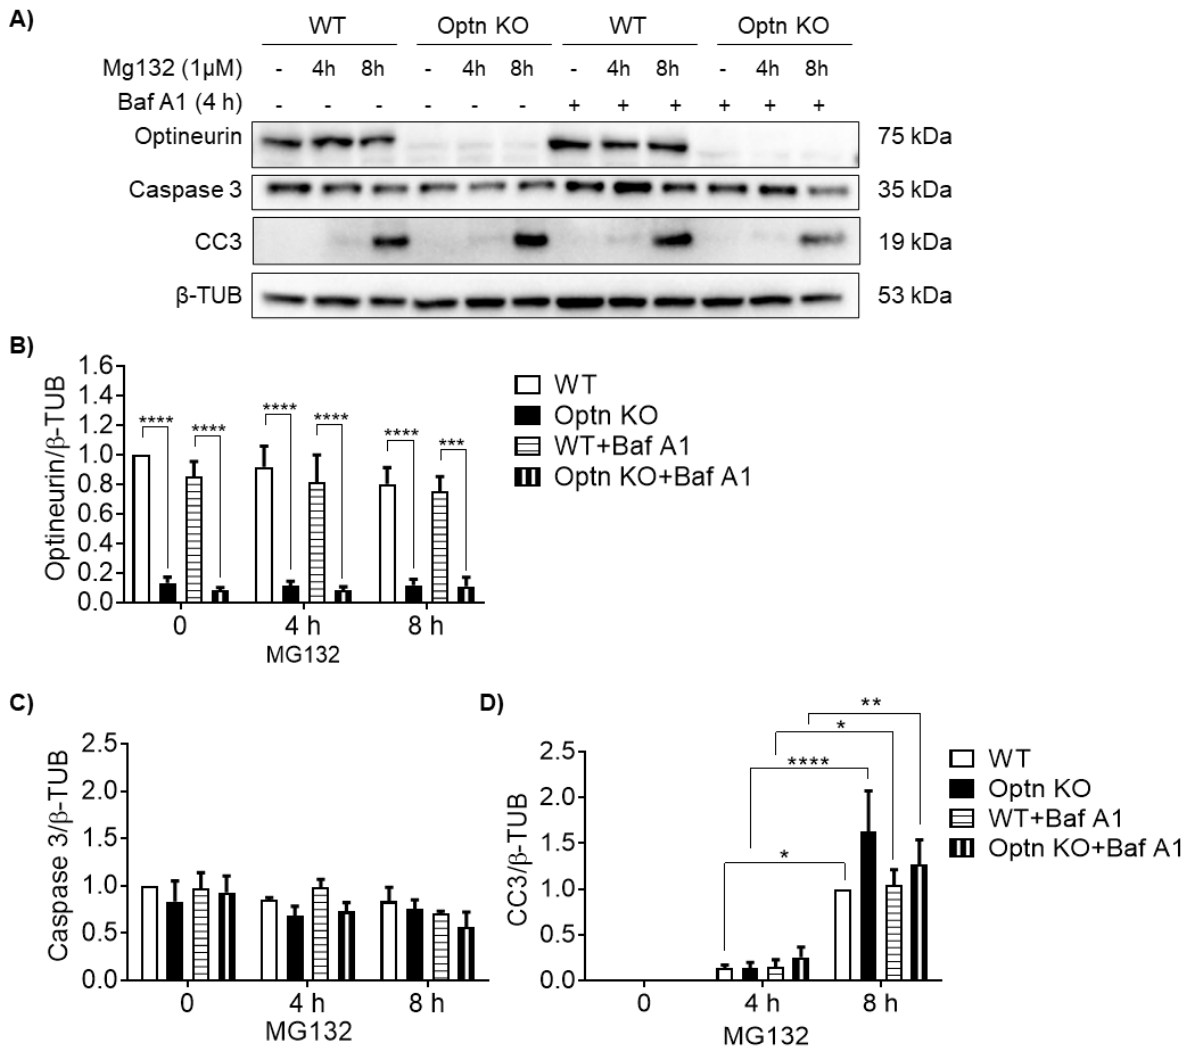 A)
WT Optn KO WT Optn KO
Mg132 (1µM) - 4h 8h - 4h 8h - 4h 8h - 4h 8h
Baf A1 (4 h) - - - - - - + + + + + +
Optineurin 75 kDa
Caspase 3 35 kDa
CC3 19 kDa
β-TUB 53 kDa
B)
Optineurin/β-TUB
1.6
1.4
1.2
1.0
0.8
0.6
0.4
0.2
0.0
**** **** **** **** **** ***
0 4 h 8 h
MG132
WT
Optn KO
WT+Baf A1
Optn KO+Baf A1
C)
Caspase 3/β-TUB
2.5
2.0
1.5
1.0
0.5
0.0
0 4 h 8 h
MG132
D)
CC3/β-TUB
2.5
2.0
1.5
1.0
0.5
0.0
**
*
****
*
0 4 h 8 h
MG132
WT
Optn KO
WT+Baf A1
Optn KO+Baf A1